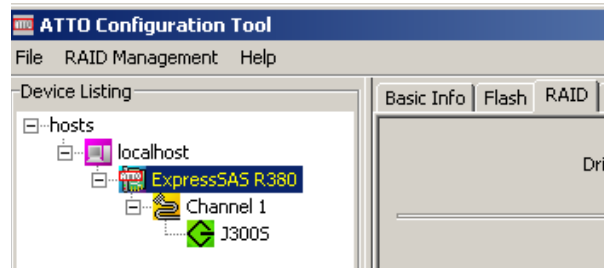 ATTO Configuration Tool
File RAID Management Help
Device Listing
Basic Info Flash RAID
hosts
localhost
ExpressSAS R380
Channel 1
J300S
Dri